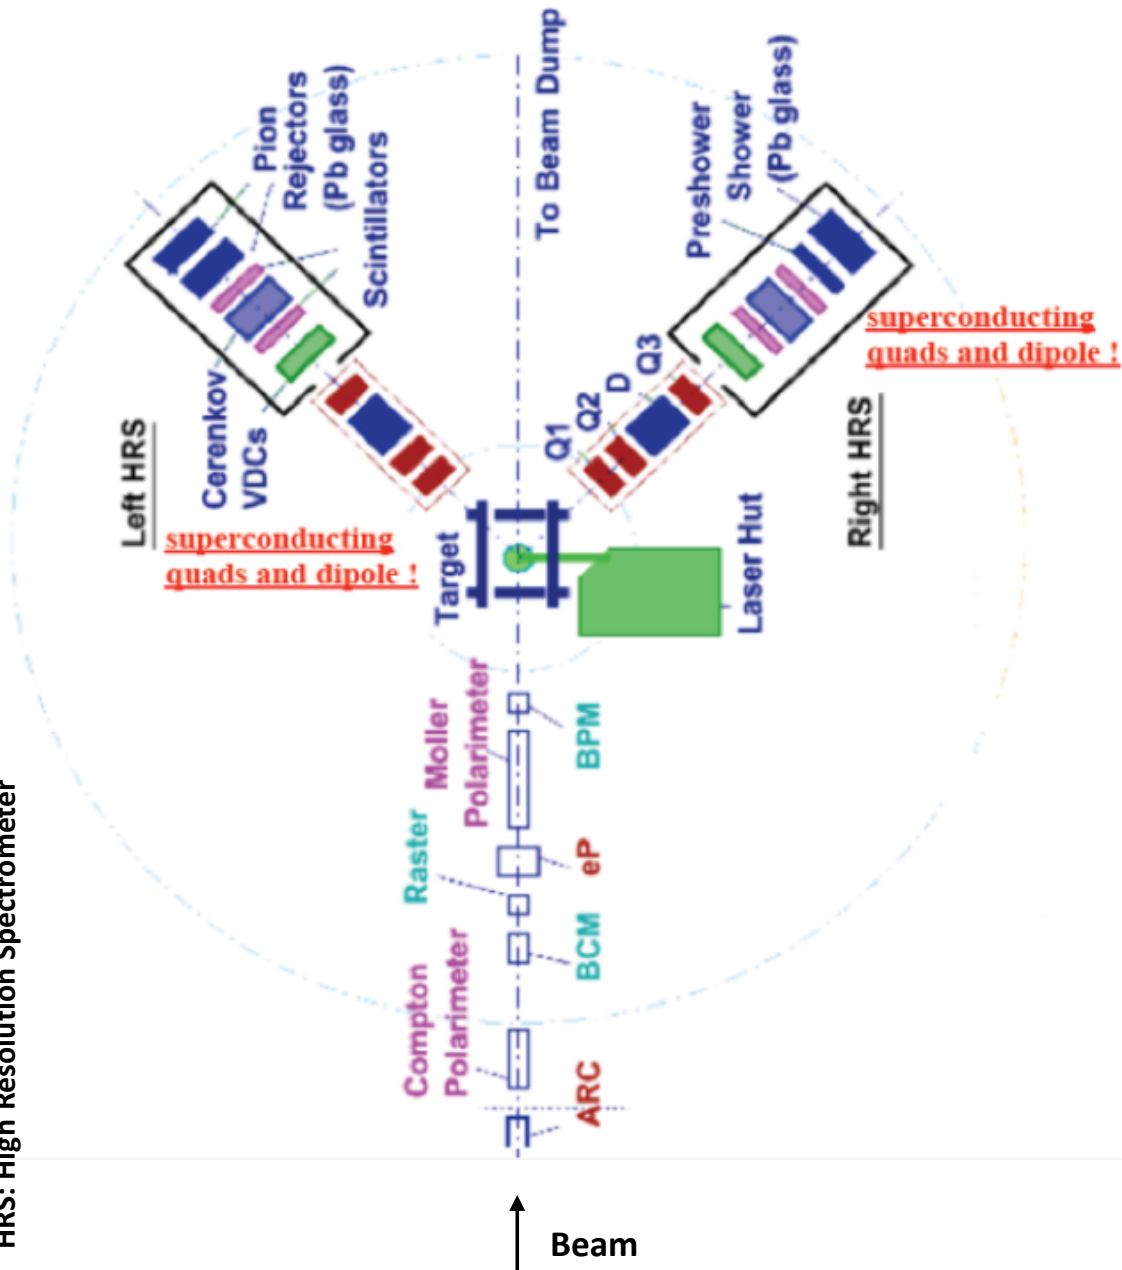 To Beam Dump
Pion
Rejectors
(Pb glass)
Scintillators
Preshower
Shower
(Pb glass)
Cerenkov
VDCs
Left HRS
superconducting
quads and dipole !
Q1
Q2
D
Q3
superconducting
quads and dipole !
Right HRS
Target
Laser Hut
Moller
Polarimeter
BPM
Raster
eP
BCM
Compton
Polarimeter
ARC
HRS: High Resolution Spectrometer
Beam